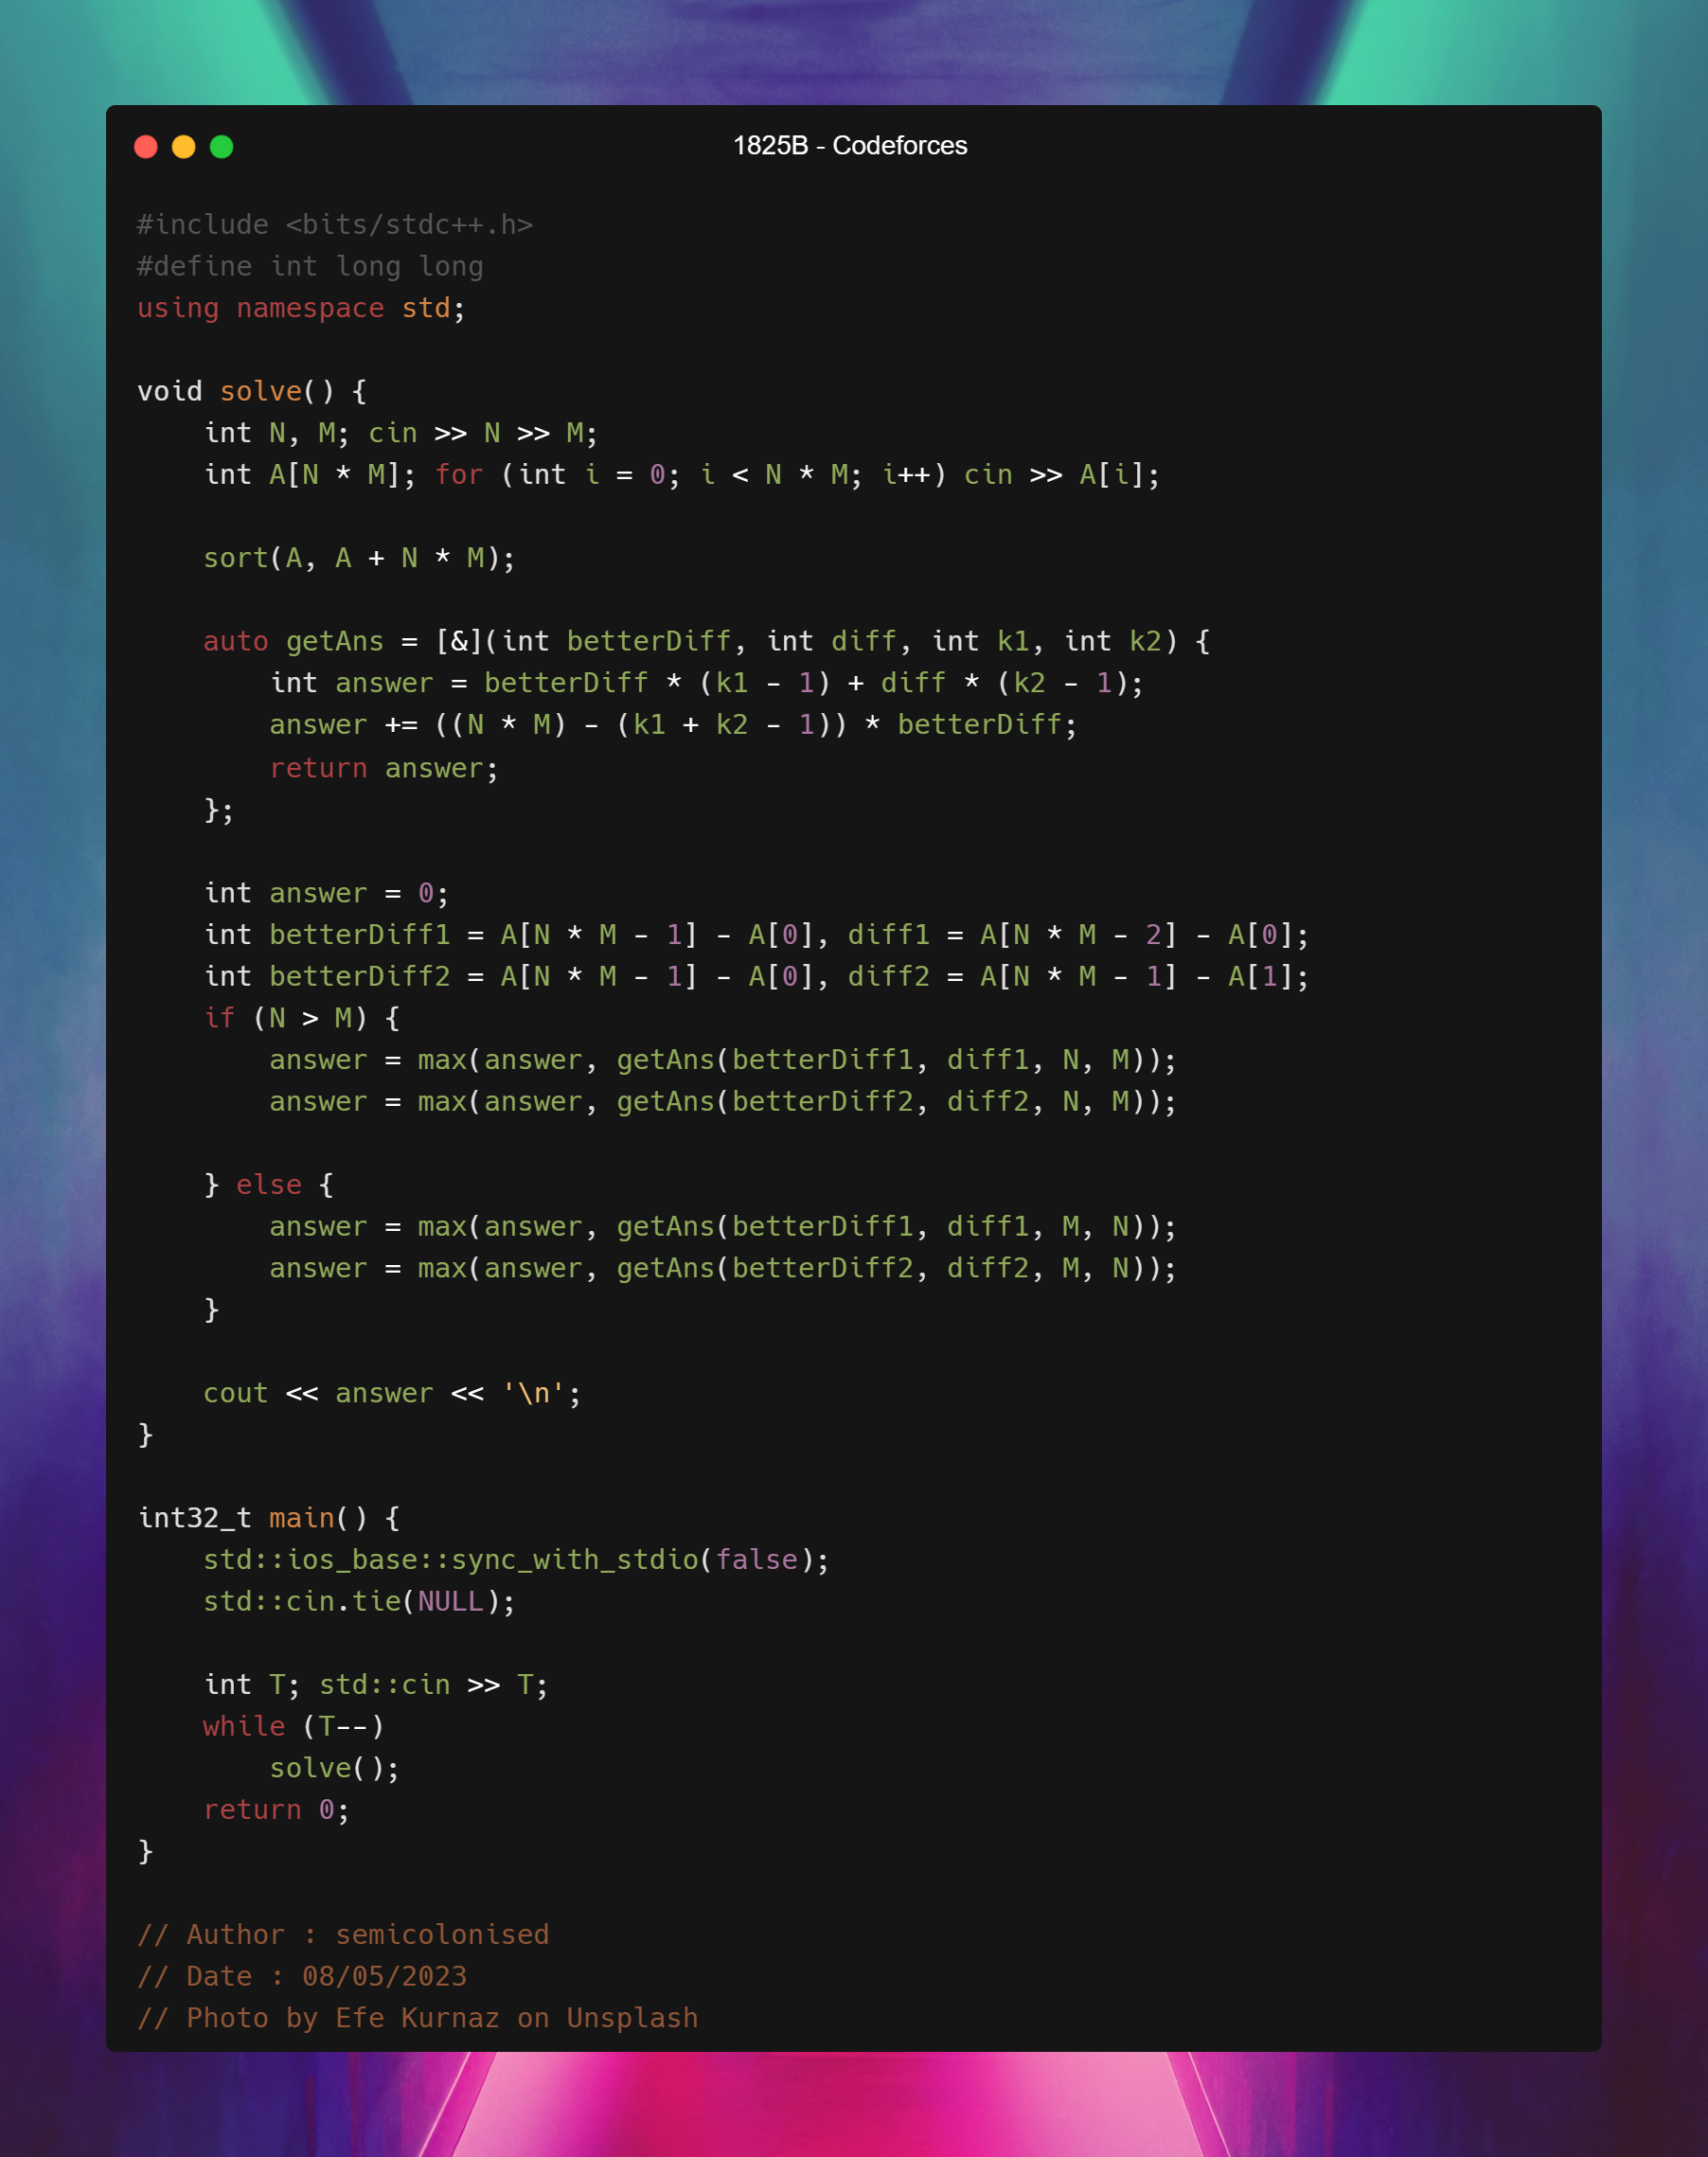 1825B - Codeforces
#include <bits/stdc++.h>
#define int long long
using namespace std;
void solve() {
    int N, M; cin >> N >> M;
    int A[N * M]; for (int i = 0; i < N * M; i++) cin >> A[i];
    sort(A, A + N * M);
    auto getAns = [&](int betterDiff, int diff, int k1, int k2) {
        int answer = betterDiff * (k1 - 1) + diff * (k2 - 1);
        answer += ((N * M) - (k1 + k2 - 1)) * betterDiff;
        return answer;
    };
    int answer = 0;
    int betterDiff1 = A[N * M - 1] - A[0], diff1 = A[N * M - 2] - A[0];
    int betterDiff2 = A[N * M - 1] - A[0], diff2 = A[N * M - 1] - A[1];
    if (N > M) {
        answer = max(answer, getAns(betterDiff1, diff1, N, M));
        answer = max(answer, getAns(betterDiff2, diff2, N, M));
    } else {
        answer = max(answer, getAns(betterDiff1, diff1, M, N));
        answer = max(answer, getAns(betterDiff2, diff2, M, N));
    }
    cout << answer << '\n';
}
int32_t main() {
    std::ios_base::sync_with_stdio(false);
    std::cin.tie(NULL);
    int T; std::cin >> T;
    while (T--)
        solve();
    return 0;
}
// Author : semicolonised
// Date : 08/05/2023
// Photo by Efe Kurnaz on Unsplash